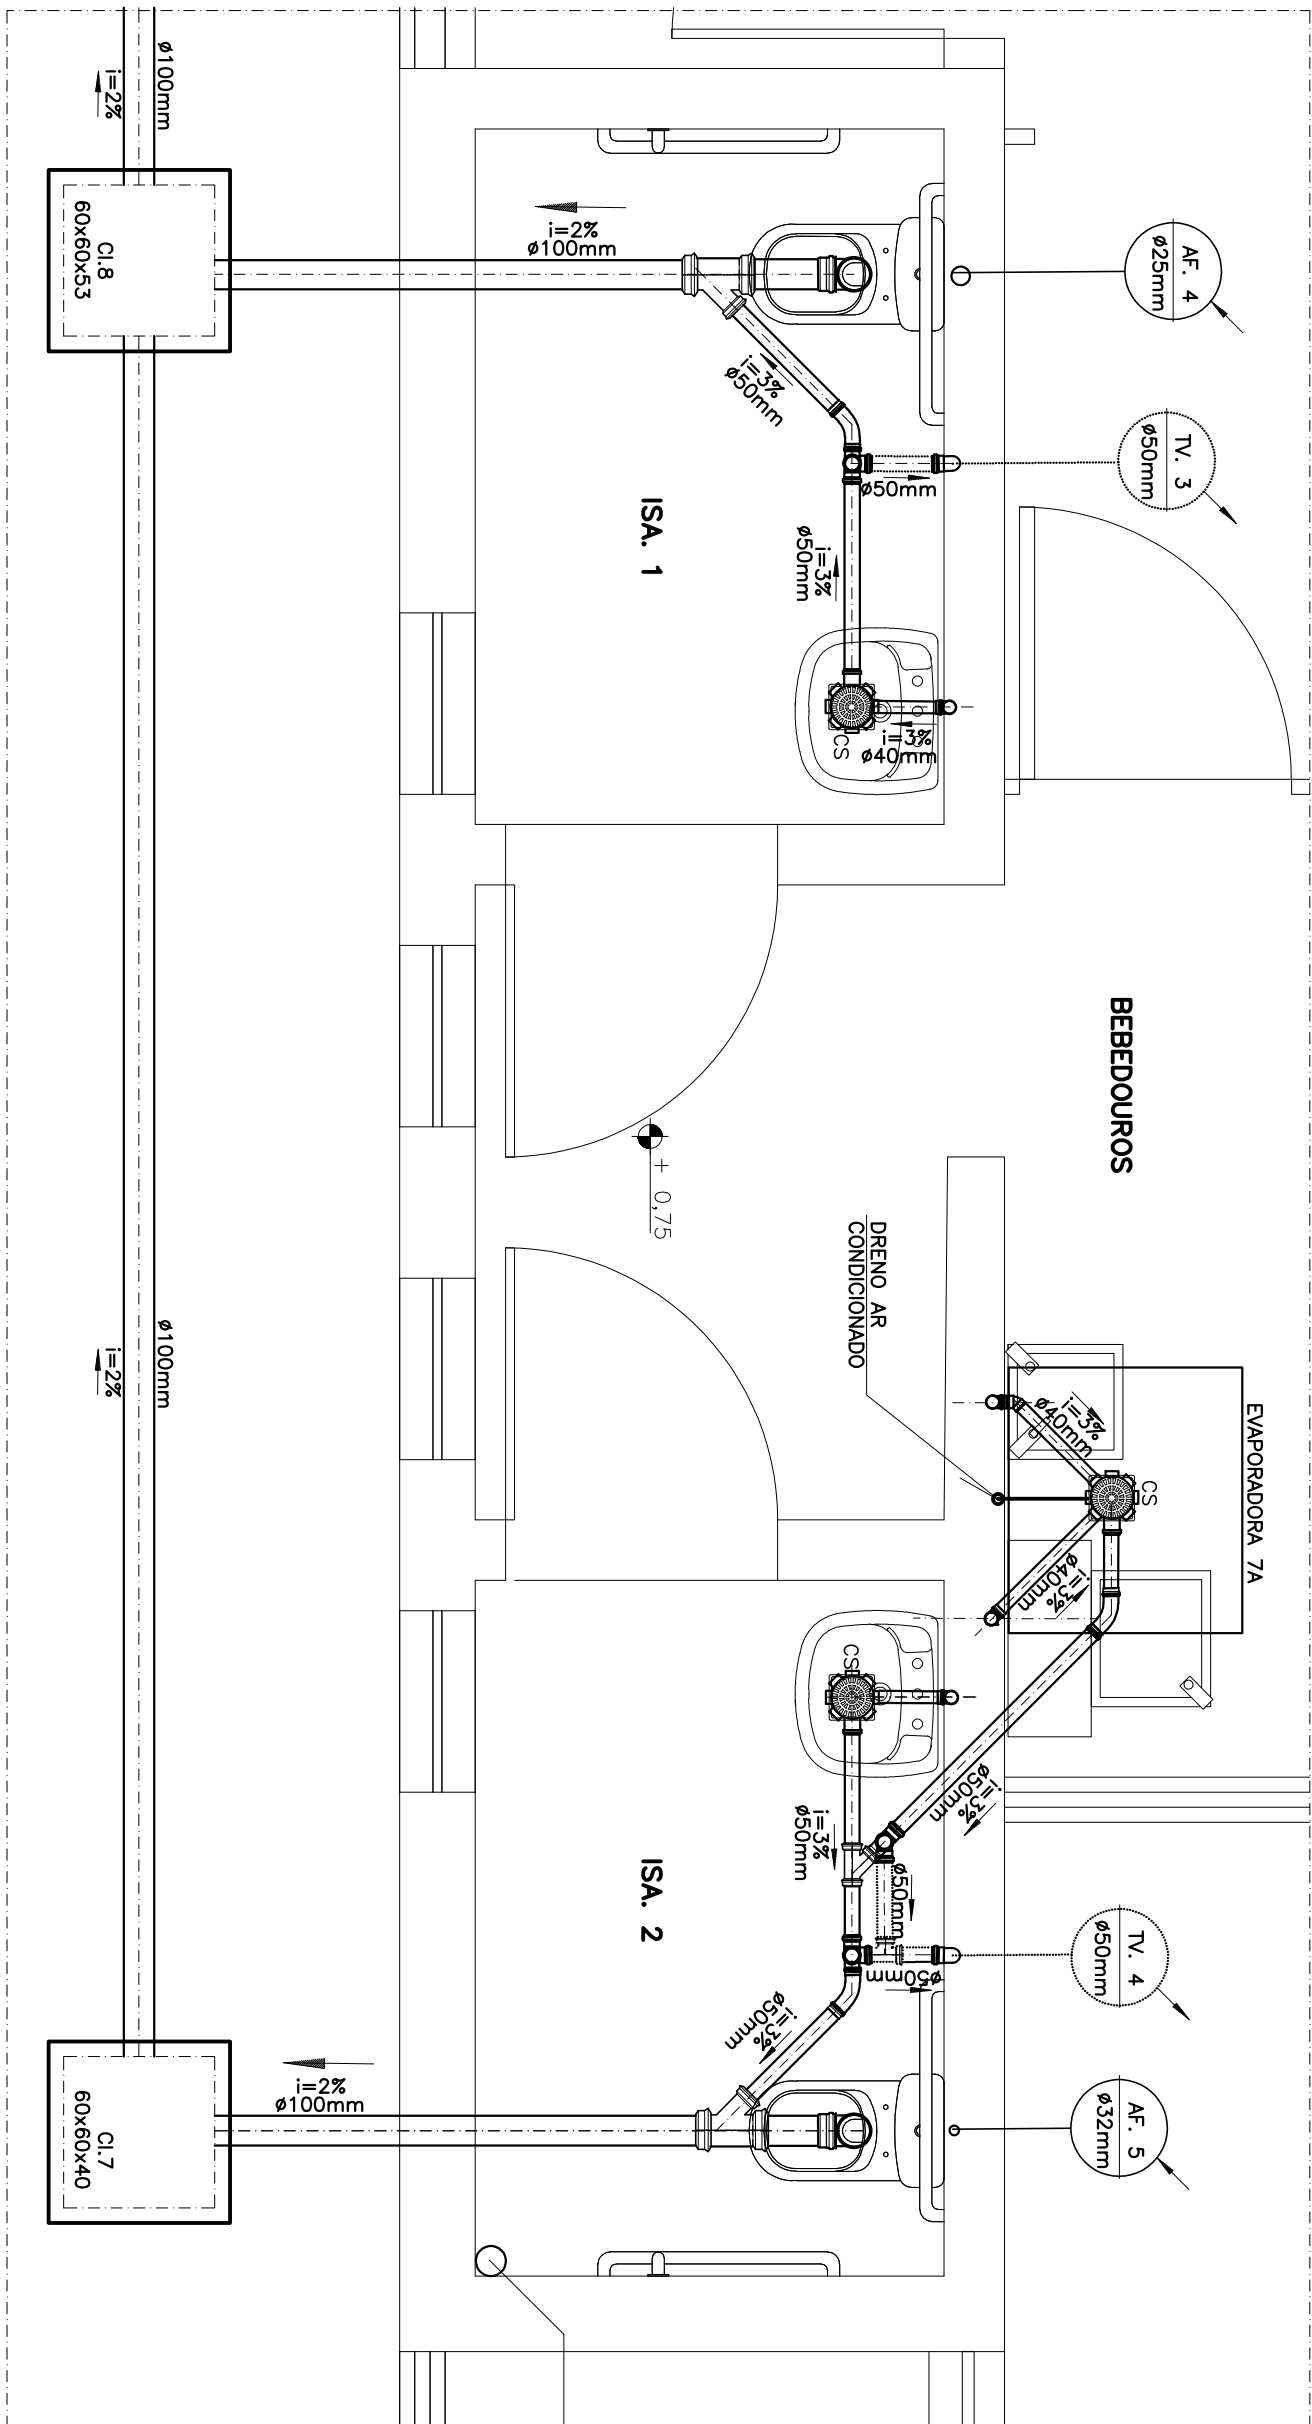 ø100mm
i=2%
CI.8
60x60x53
i=2%
ø100mm
AF. 4
ø25mm
TV. 3
ø50mm
i=3%
ø50mm
ø50mm
i=3%
ø50mm
ISA. 1
CS
i=3%
ø40mm
BEBEDOUROS
+ 0,75
DRENO AR
CONDICIONADO
EVAPORADORA 7A
i=3%
ø40mm
CS
ø40mm
i=3%
ø100mm
i=2%
CS
ø50mm
i=3%
i=3%
ø50mm
ø50mm
ISA. 2
ø50mm
TV. 4
ø50mm
ø50mm
i=3%
AF. 5
ø32mm
i=2%
ø100mm
CI.7
60x60x40